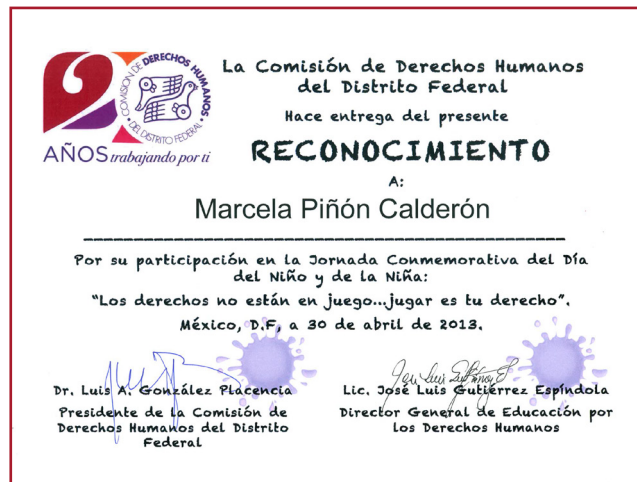 COMISIÓN DE DERECHOS HUMANOS
DEL DISTRITO FEDERAL
2
AÑOS trabajando por ti
La Comisión de Derechos Humanos
del Distrito Federal
Hace entrega del presente
RECONOCIMIENTO
A:
Marcela Piñón Calderón
Por su participación en la Jornada Conmemorativa del Día
del Niño y de la Niña:
"Los derechos no están en juego...jugar es tu derecho".
México, D.F. a 30 de abril de 2013.
Dr. Luis A. González Placencia
Presidente de la Comisión de
Derechos Humanos del Distrito
Federal
Lic. José Luis Gutiérrez Espíndola
Director General de Educación por
los Derechos Humanos